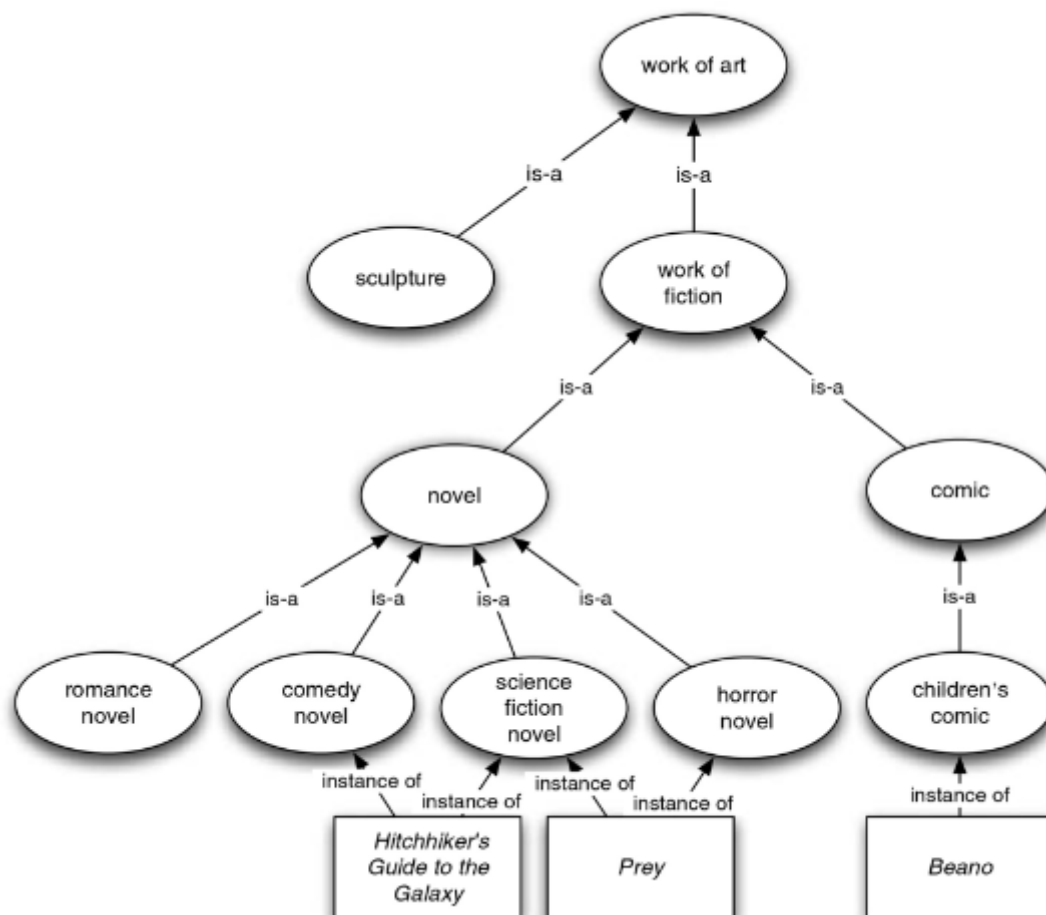 work of art
is-a
is-a
sculpture
work of
fiction
is-a
is-a
novel
comic
is-a
is-a
is-a
is-a
is-a
romance
novel
comedy
novel
science
fiction
novel
horror
novel
children's
comic
instance of
instance of
instance of
instance of
instance of
Hitchhiker's
Guide to the
Galaxy
Prey
Beano